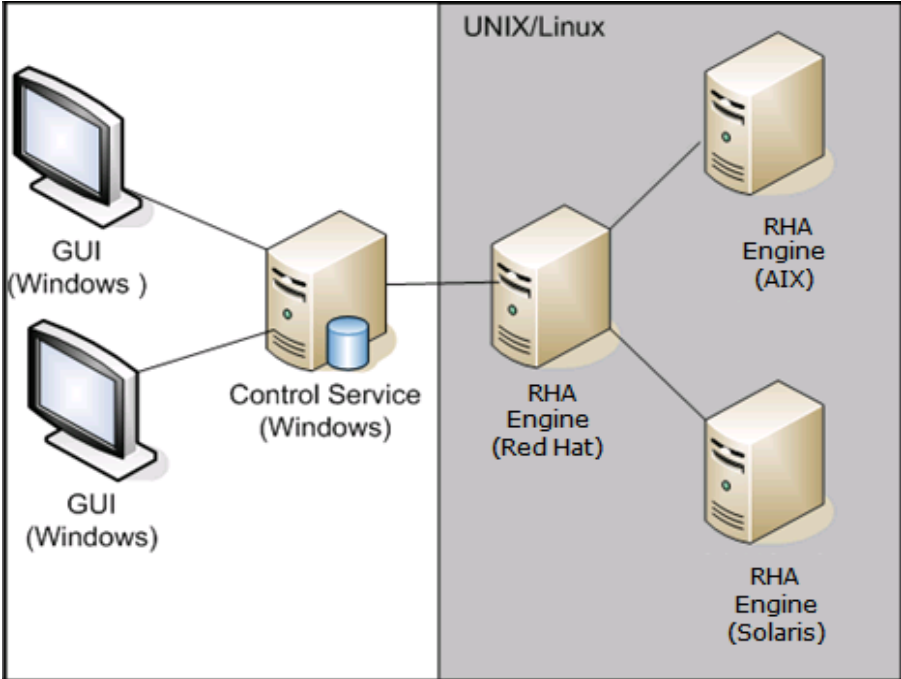 UNIX/Linux
GUI
(Windows )
GUI
(Windows)
Control Service
(Windows)
RHA
Engine
(Red Hat)
RHA
Engine
(AIX)
RHA
Engine
(Solaris)